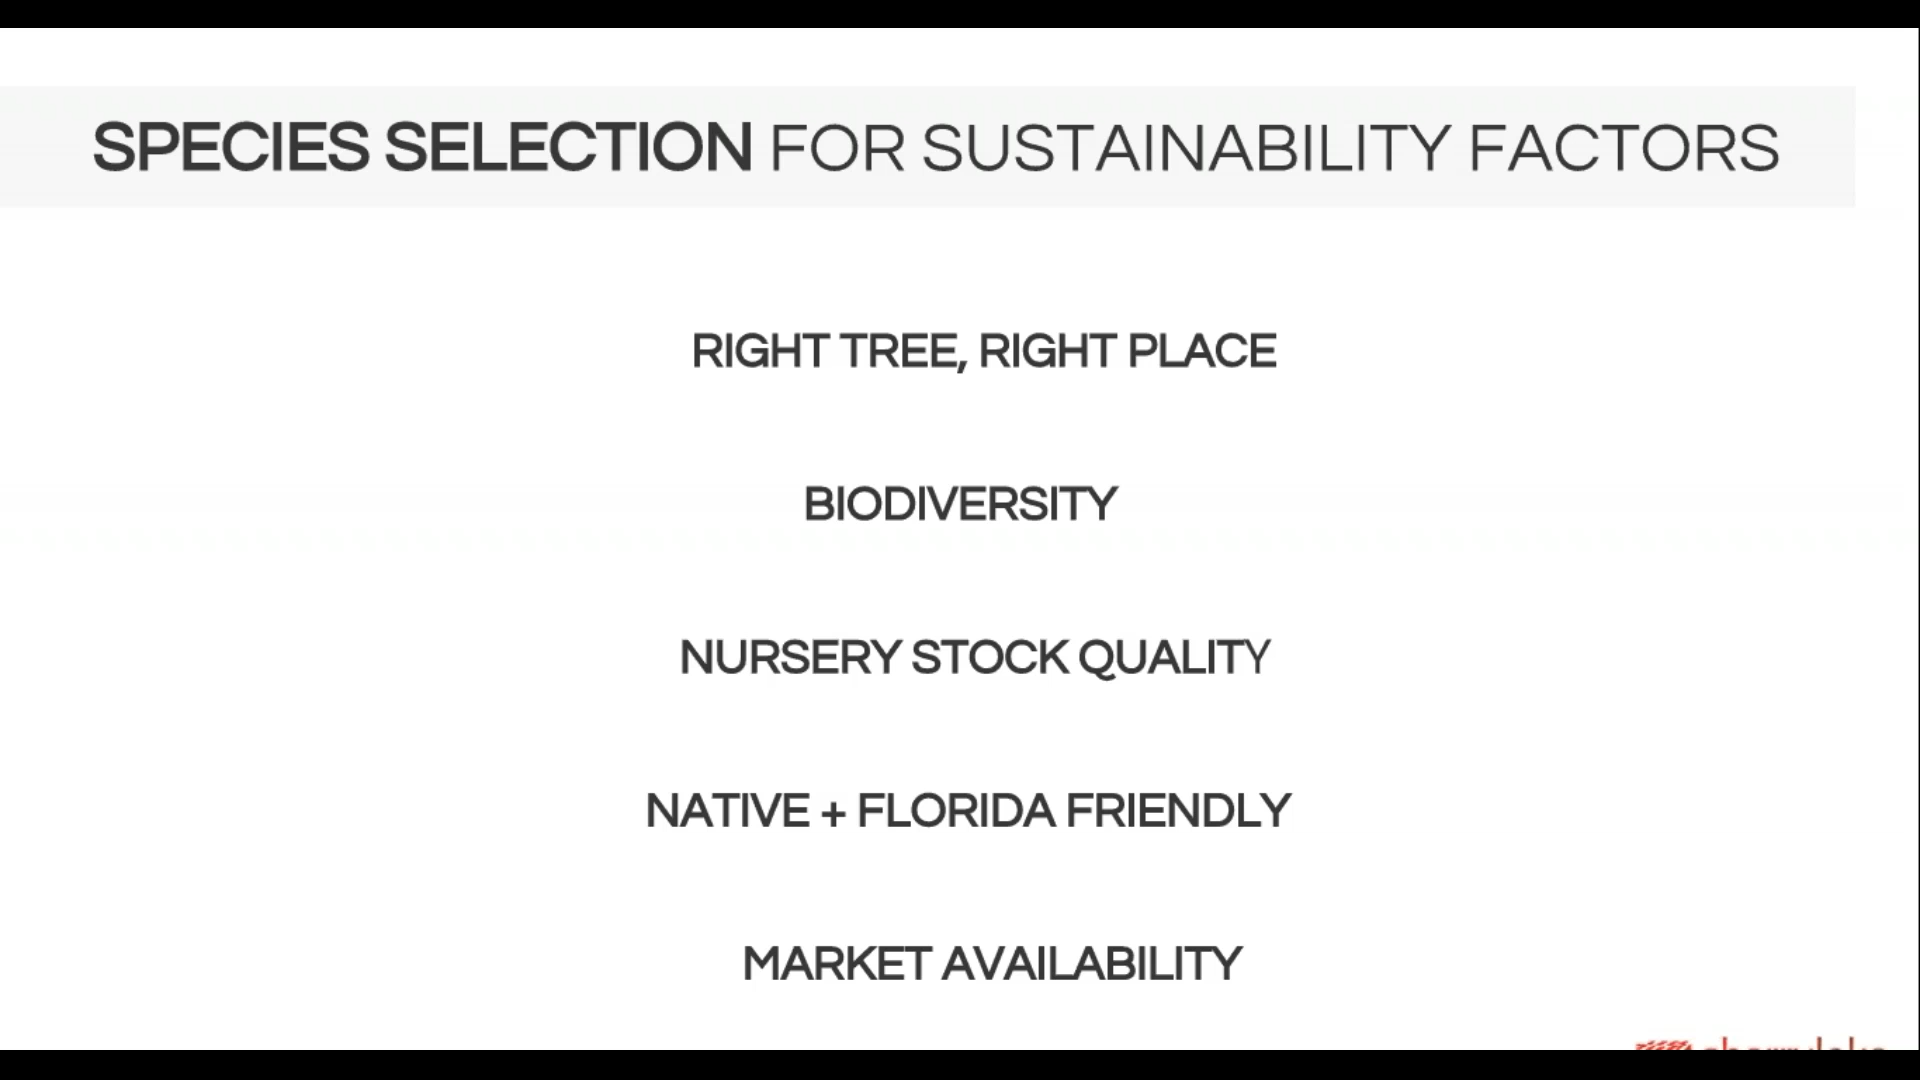 SPECIES SELECTION FOR SUSTAINABILITY FACTORS
RIGHT TREE, RIGHT PLACE
BIODIVERSITY
NURSERY STOCK QUALITY
NATIVE + FLORIDA FRIENDLY
MARKET AVAILABILITY